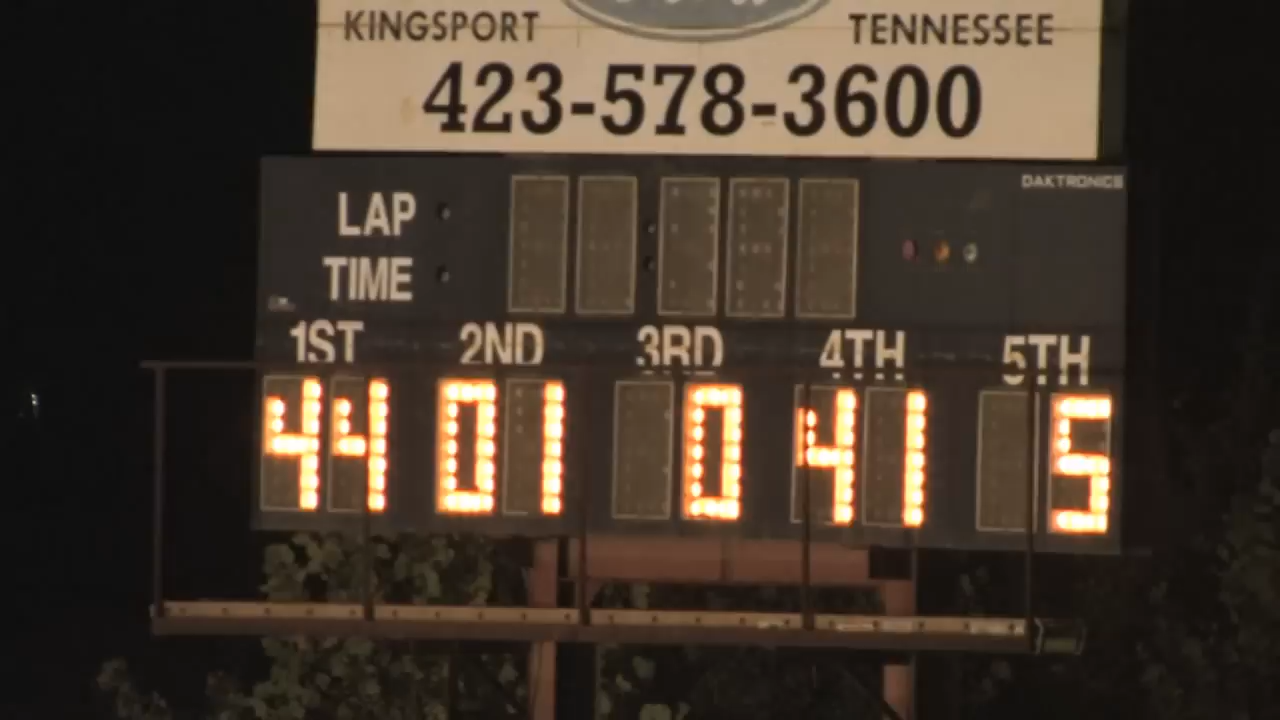 KINGSPORT TENNESSEE
423-578-3600
DAKTRONICS
LAP
TIME
1ST 2ND 3RD 4TH 5TH
44 01 0 41 5